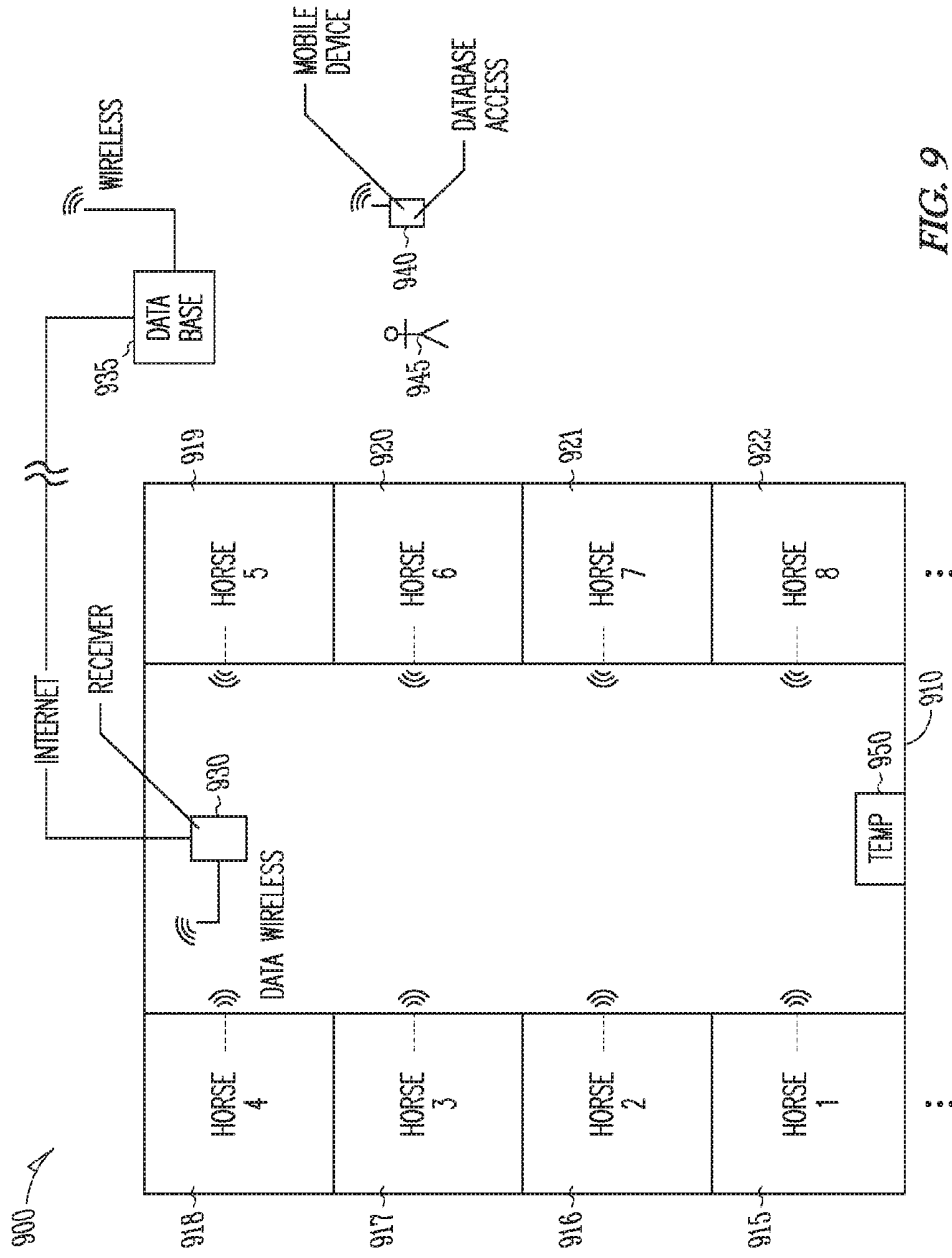 900
INTERNET
RECEIVER
930
DATA WIRELESS
935
DATA
BASE
WIRELESS
MOBILE
DEVICE
DATABASE
ACCESS
940
945
918
HORSE
4
917
HORSE
3
916
HORSE
2
915
HORSE
1
919
HORSE
5
920
HORSE
6
921
HORSE
7
922
HORSE
8
TEMP
950
910
FIG. 9